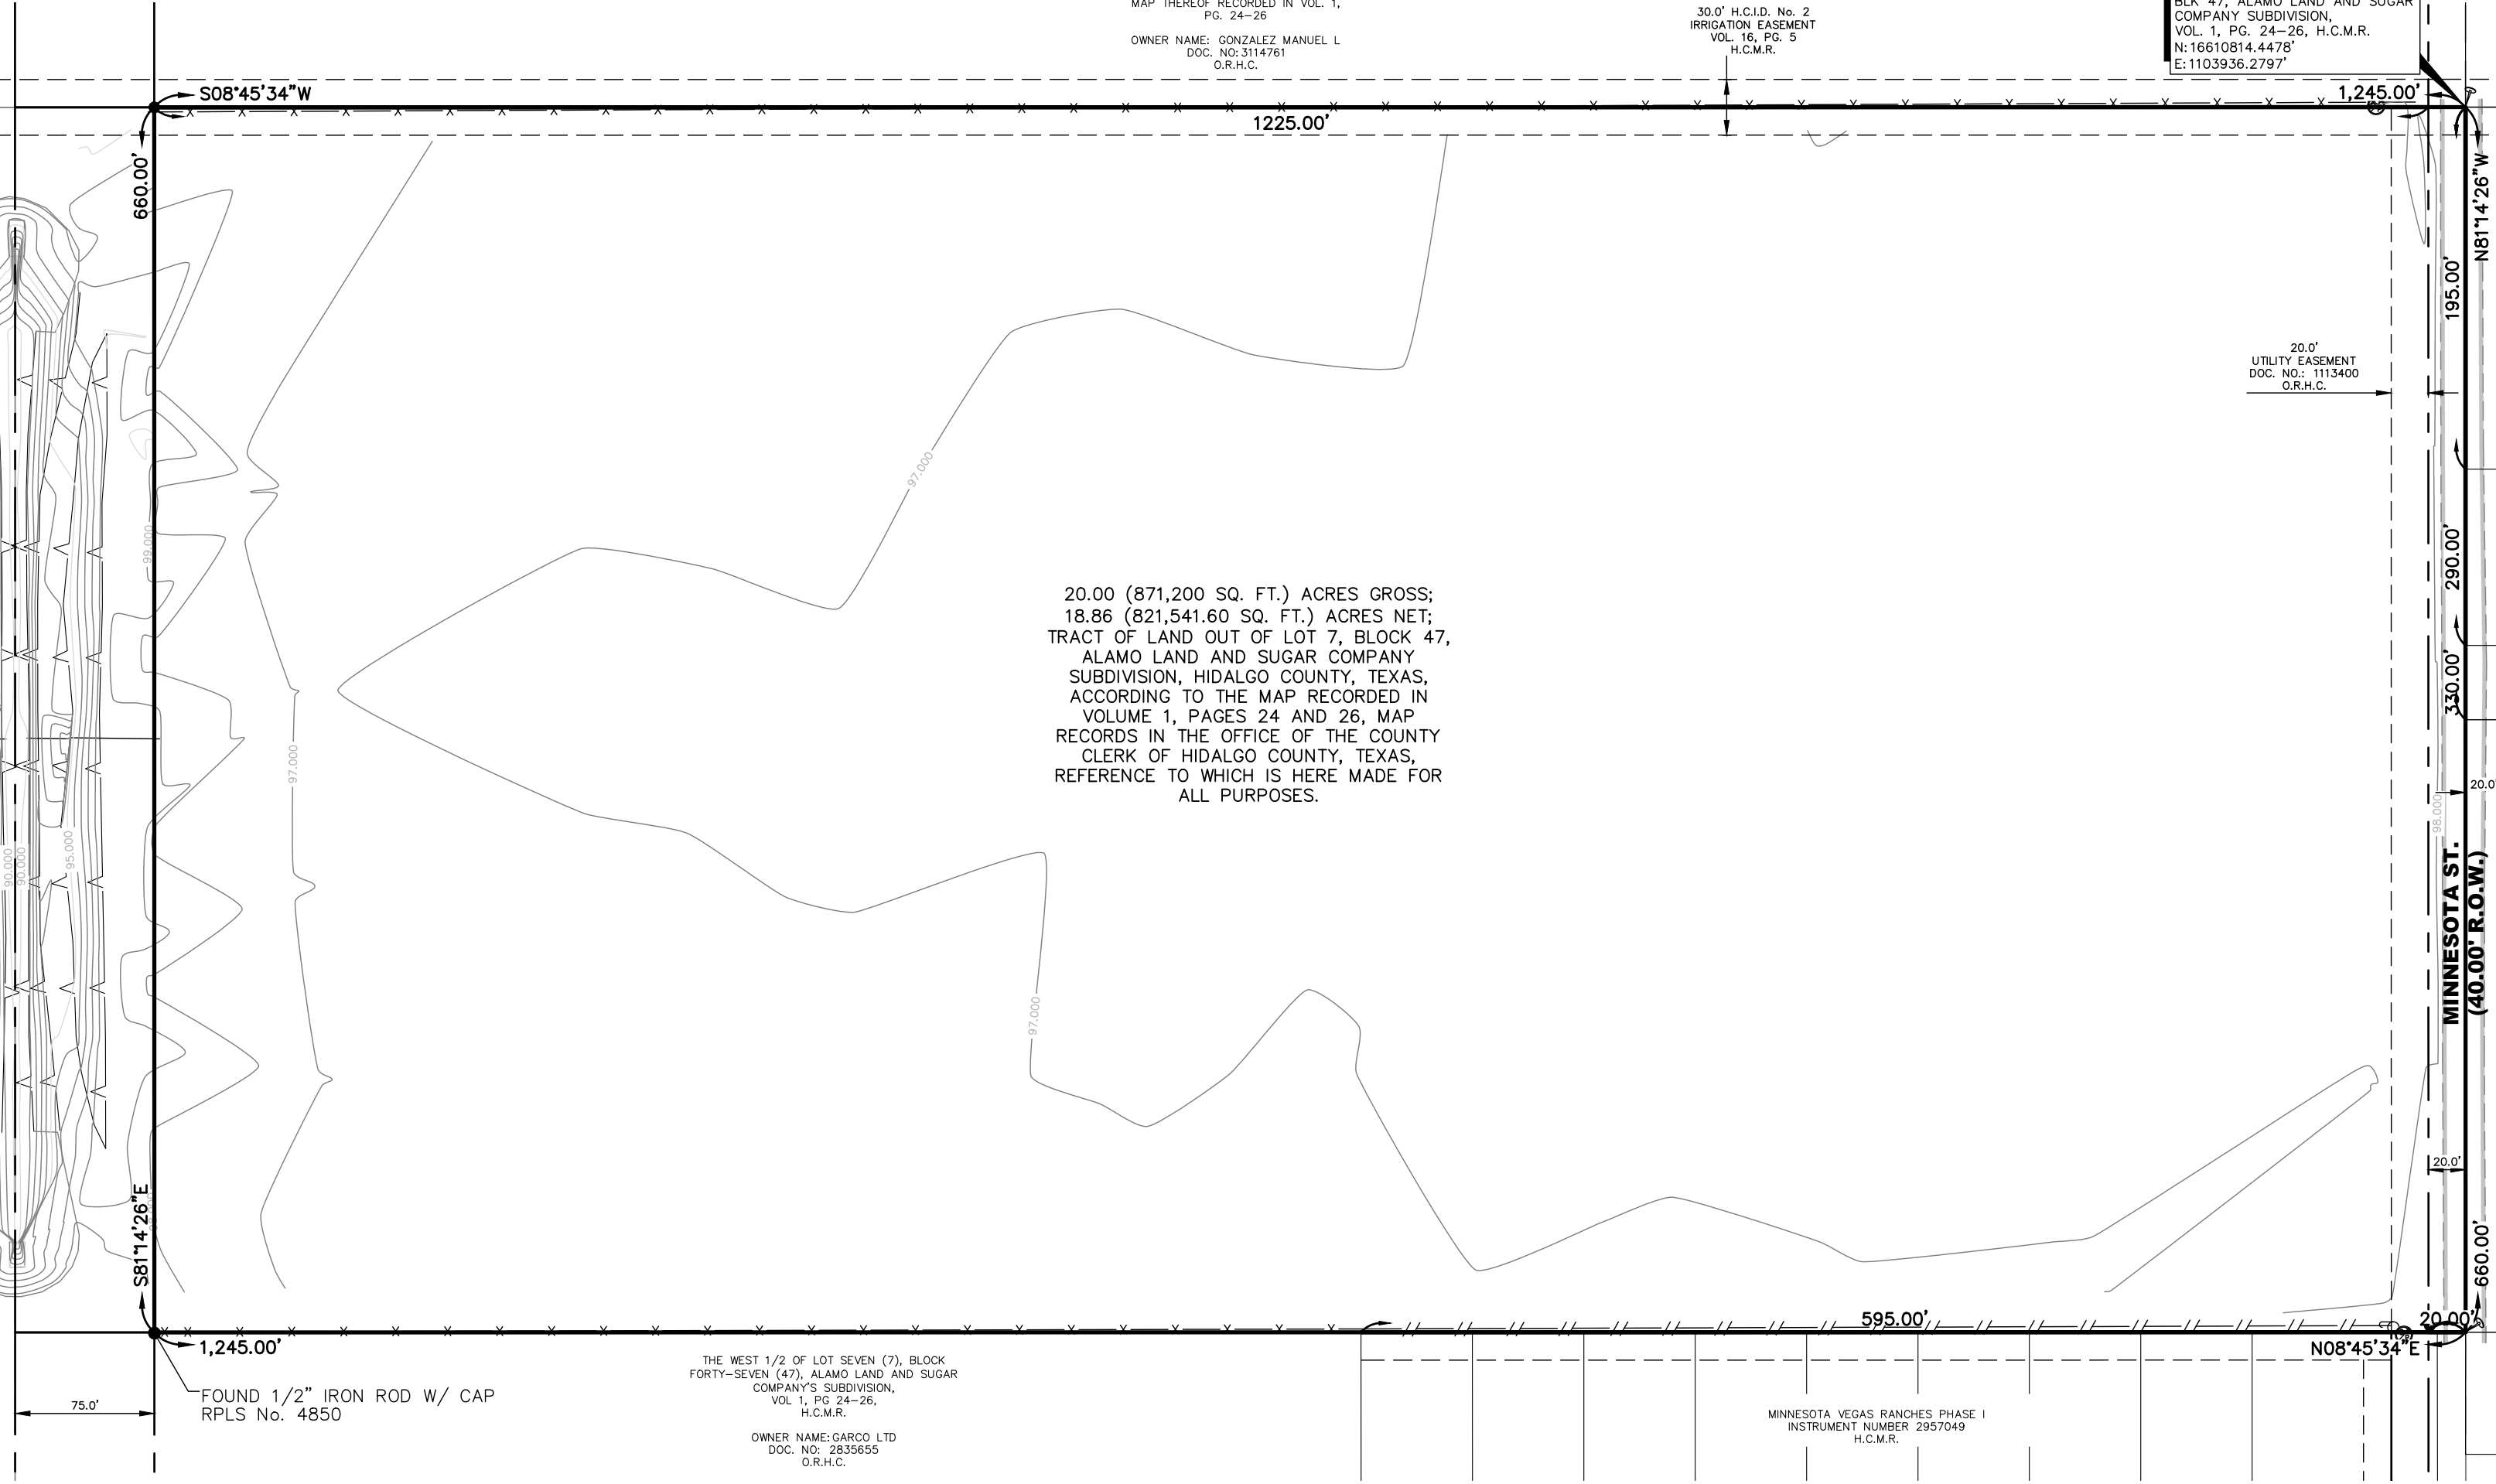 MAP THEREOF RECORDED IN VOL. 1,
PG. 24-26
OWNER NAME: GONZALEZ MANUEL L
DOC. NO:3114761
O.R.H.C.
30.0' H.C.I.D. No. 2
IRRIGATION EASEMENT
VOL. 16, PG. 5
H.C.M.R.
BLK 47, ALAMO LAND AND SUGAR
COMPANY SUBDIVISION,
VOL. 1, PG. 24-26, H.C.M.R.
N:16610814.4478'
E:1103936.2797'
S08°45'34"W
1,245.00'
1225.00'
660.00'
N81°14'26"W
195.00'
20.0'
UTILITY EASEMENT
DOC. NO.: 1113400
O.R.H.C.
97.000
99.000
290.00'
20.00 (871,200 SQ. FT.) ACRES GROSS;
18.86 (821,541.60 SQ. FT.) ACRES NET;
TRACT OF LAND OUT OF LOT 7, BLOCK 47,
ALAMO LAND AND SUGAR COMPANY
SUBDIVISION, HIDALGO COUNTY, TEXAS,
ACCORDING TO THE MAP RECORDED IN
VOLUME 1, PAGES 24 AND 26, MAP
RECORDS IN THE OFFICE OF THE COUNTY
CLERK OF HIDALGO COUNTY, TEXAS,
REFERENCE TO WHICH IS HERE MADE FOR
ALL PURPOSES.
330.00'
97.000
20.0'
98.000
90.000
90.000
95.000
MINNESOTA ST.
(40.00' R.O.W.)
97.000
20.0'
S81°14'26"E
660.00'
595.00'
20.00'
1,245.00'
N08°45'34"E
FOUND 1/2" IRON ROD W/ CAP
RPLS No. 4850
75.0'
THE WEST 1/2 OF LOT SEVEN (7), BLOCK
FORTY-SEVEN (47), ALAMO LAND AND SUGAR
COMPANY'S SUBDIVISION,
VOL 1, PG 24-26,
H.C.M.R.
OWNER NAME:GARCO LTD
DOC. NO: 2835655
O.R.H.C.
MINNESOTA VEGAS RANCHES PHASE I
INSTRUMENT NUMBER 2957049
H.C.M.R.